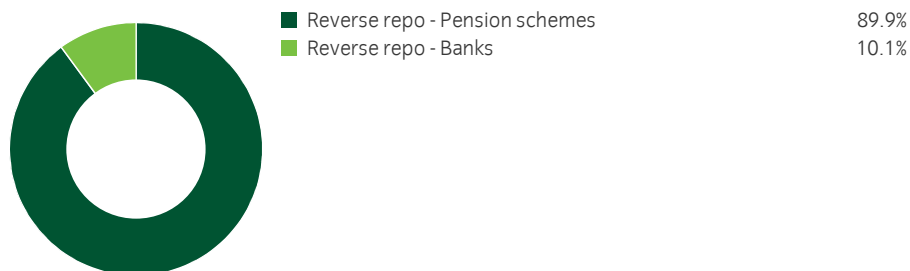 Reverse repo - Pension schemes 89.9%
Reverse repo - Banks 10.1%